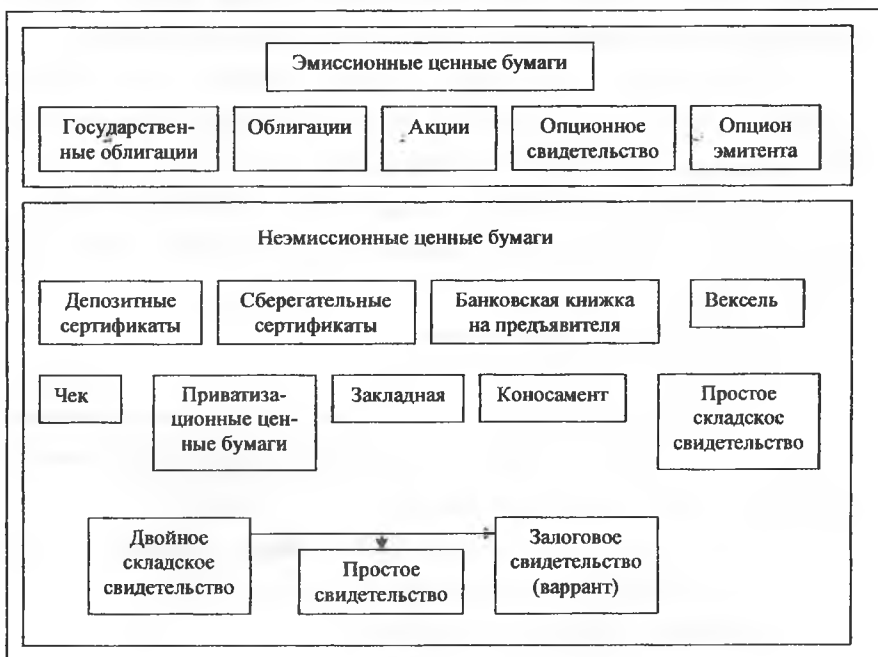 Эмиссионные ценные бумаги
Государствен-
ные облигации
Облигации
Акции
Опционное
свидетельство
Опцион
эмитента
Неэмиссионные ценные бумаги
Депозитные
сертификаты
Сберегательные
сертификаты
Банковская книжка
на предъявителя
Вексель
Чек
Приватиза-
ционные цен-
ные бумаги
Закладная
Коносамент
Простое
складское
свидетельство
Двойное
складское
свидетельство
Простое
свидетельство
Залоговое
свидетельство
(варрант)